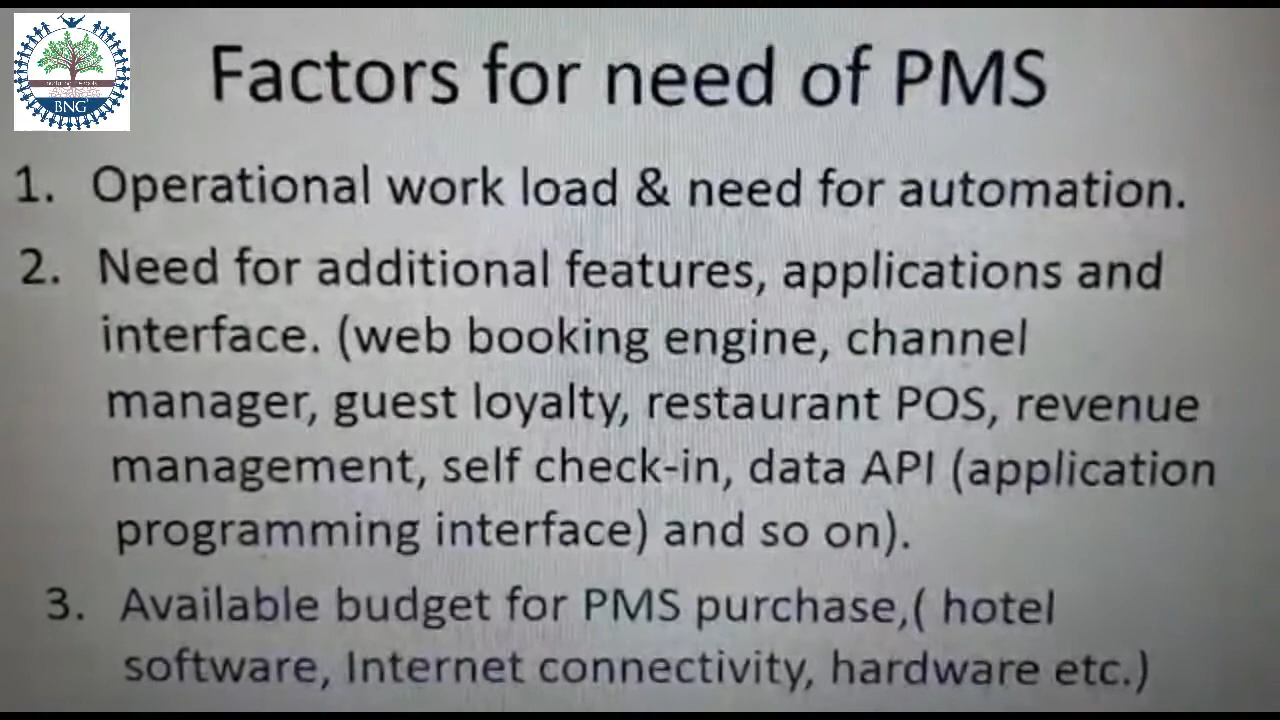 Factors for need of PMS
BNG
1. Operational work load & need for automation.
2. Need for additional features, applications and
interface. (web booking engine, channel
manager, guest loyalty, restaurant POS, revenue
management, self check-in, data API (application
programming interface) and so on).
3. Available budget for PMS purchase,( hotel
software, Internet connectivity, hardware etc.)